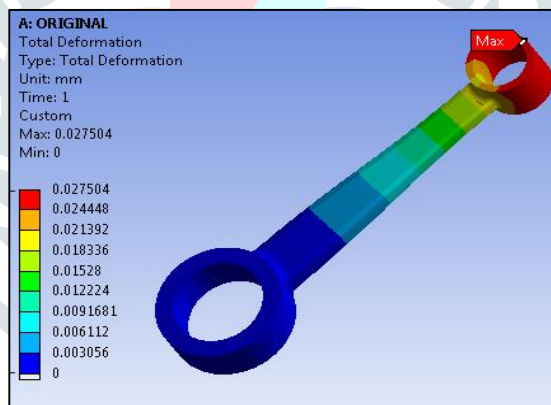 A: ORIGINAL
Total Deformation
Type: Total Deformation
Unit: mm
Time: 1
Custom
Max: 0.027504
Min: 0
Max
0.027504
0.024448
0.021392
0.018336
0.01528
0.012224
0.0091681
0.006112
0.003056
0